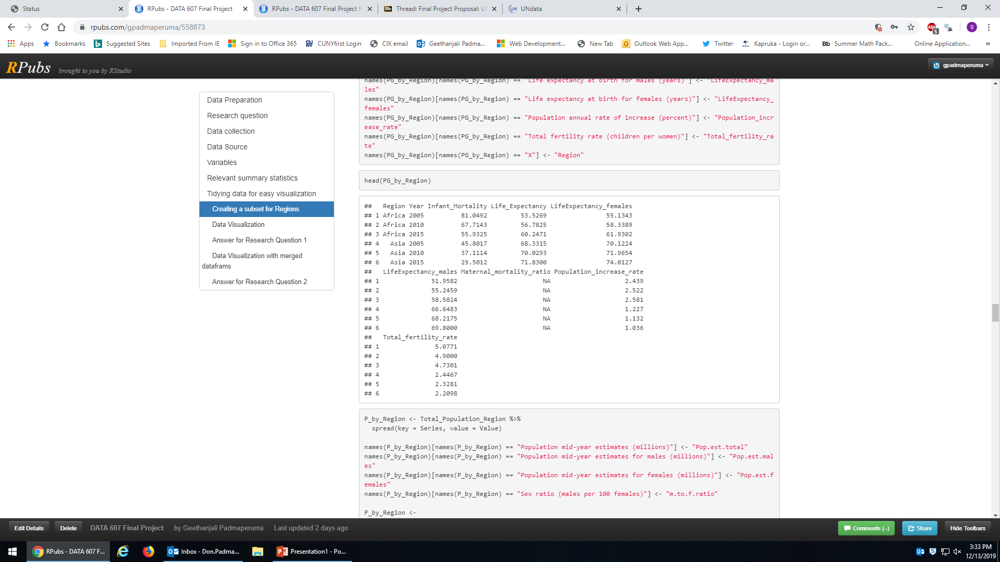 Status
RPubs - DATA 607 Final Project
RPubs - DATA 607 Final Project P
Bb Thread: Final Project Proposal: U
UN UNdata
rpubs.com/gpadmaperuma/558873
ABP 5 g
Apps Bookmarks Suggested Sites Imported From IE Sign in to Office 365 CUNYfirst Login CIX email Geethanjali Padma... Web Development... New Tab Outlook Web App... Twitter Kapruka - Login or... Bb Summer Math Pack... Online Application... »
RPubs brought to you by RStudio
gpadmaperuma
Data Preparation
Research question
Data collection
Data Source
Variables
Relevant summary statistics
Tidying data for easy visualization
Creating a subset for Regions
Data Visualization
Answer for Research Question 1
Data Visualization with merged
dataframs
Answer for Research Question 2
names(PG_by_Region)[names(PG_by_Region) == "Life expectancy at birth for males (years)"] <- "LifeExpectancy_ma
les"
names(PG_by_Region)[names(PG_by_Region) == "Life expectancy at birth for females (years)"] <- "LifeExpectancy_
females"
names(PG_by_Region)[names(PG_by_Region) == "Population annual rate of increase (percent)"] <- "Population_incr
ease_rate"
names(PG_by_Region)[names(PG_by_Region) == "Total fertility rate (children per women)"] <- "Total_fertility_ra
te"
names(PG_by_Region)[names(PG_by_Region) == "X"] <- "Region"
head(PG_by_Region)
##   Region Year Infant_Mortality Life_Expectancy LifeExpectancy_females
## 1 Africa 2005          81.0492         53.5269                55.1343
## 2 Africa 2010          67.7143         56.7825                58.3389
## 3 Africa 2015          55.9325         60.2471                61.9302
## 4   Asia 2005          45.8017         68.3315                70.1224
## 5   Asia 2010          37.1114         70.0293                71.9654
## 6   Asia 2015          29.5012         71.8300                74.0127
##   LifeExpectancy_males Maternal_mortality_ratio Population_increase_rate
## 1              51.9582                       NA                    2.439
## 2              55.2459                       NA                    2.522
## 3              58.5824                       NA                    2.581
## 4              66.6483                       NA                    1.227
## 5              68.2175                       NA                    1.132
## 6              69.8000                       NA                    1.036
##   Total_fertility_rate
## 1               5.0771
## 2               4.9000
## 3               4.7301
## 4               2.4467
## 5               2.3281
## 6               2.2098
P_by_Region <- Total_Population_Region %>%
  spread(key = Series, value = Value)
names(P_by_Region)[names(P_by_Region) == "Population mid-year estimates (millions)"] <- "Pop.est.total"
names(P_by_Region)[names(P_by_Region) == "Population mid-year estimates for males (millions)"] <- "Pop.est.mal
es"
names(P_by_Region)[names(P_by_Region) == "Population mid-year estimates for females (millions)"] <- "Pop.est.f
emales"
names(P_by_Region)[names(P_by_Region) == "Sex ratio (males per 100 females)"] <- "m.to.f.ratio"
P_by_Region <-
Edit Details Delete DATA 607 Final Project by Geethanjali Padmaperuma Last updated 2 days ago Comments (–) Share Hide Toolbars
RPubs - DATA 607 F... Inbox - Don.Padma... Presentation1 - Po...
3:33 PM
12/13/2019